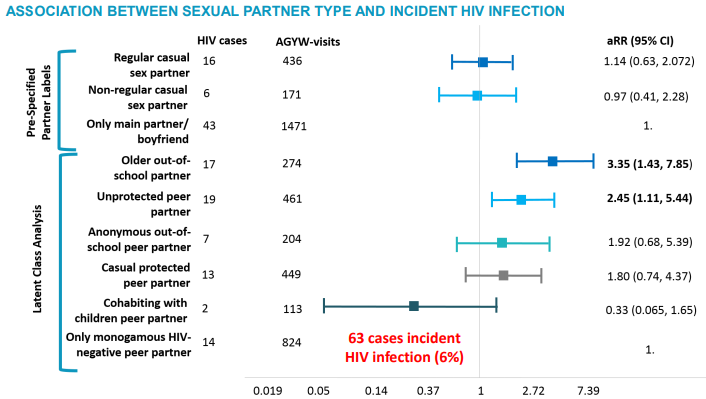 ASSOCIATION BETWEEN SEXUAL PARTNER TYPE AND INCIDENT HIV INFECTION
HIV cases AGYW-visits aRR (95% CI)
Pre-Specified
Partner Labels
Regular casual
sex partner 16 436 1.14 (0.63, 2.072)
Non-regular casual
sex partner 6 171 0.97 (0.41, 2.28)
Only main partner/
boyfriend 43 1471 1.
Latent Class Analysis
Older out-of-
school partner 17 274 3.35 (1.43, 7.85)
Unprotected peer
partner 19 461 2.45 (1.11, 5.44)
Anonymous out-of-
school peer partner 7 204 1.92 (0.68, 5.39)
Casual protected
peer partner 13 449 1.80 (0.74, 4.37)
Cohabiting with
children peer partner 2 113 0.33 (0.065, 1.65)
Only monogamous HIV-
negative peer partner 14 824 1.
63 cases incident
HIV infection (6%)
0.019 0.05 0.14 0.37 1 2.72 7.39